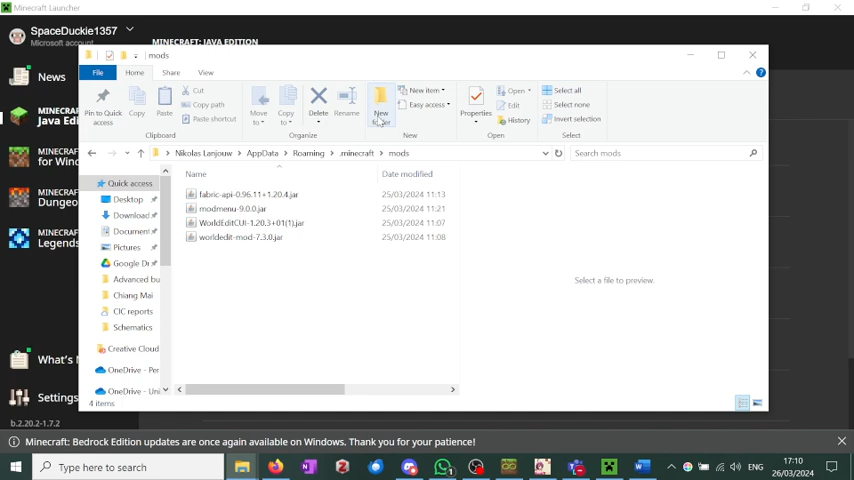 Minecraft Launcher
SpaceDuckie1357
Microsoft account
MINECRAFT: JAVA EDITION
mods
File Home Share View
News
MINECRAFT:
Java Edi
MINECRAFT
for Wind
MINECRAFT
Dungeo
MINECRAFT
Legends
What's N
Settings
b.2.20.2-1.7.2
Pin to Quick access
Copy
Paste
Cut
Copy path
Paste shortcut
Clipboard
Move to
Copy to
Delete
Rename
Organize
New folder
New item
Easy access
New
Properties
Open
Edit
History
Open
Select all
Select none
Invert selection
Select
Nikolas Lanjouw > AppData > Roaming > .minecraft > mods
Search mods
Name Date modified
fabric-api-0.96.11+1.20.4.jar 25/03/2024 11:13
modmenu-9.0.0.jar 25/03/2024 11:21
WorldEditCUI-1.20.3+01(1).jar 25/03/2024 11:07
worldedit-mod-7.3.0.jar 25/03/2024 11:08
Quick access
Desktop
Download
Documen
Pictures
Google Dri
Advanced bu
Chiang Mai
CIC reports
Schematics
Creative Cloud
OneDrive - Per
OneDrive - Uni
Select a file to preview.
4 items
Minecraft: Bedrock Edition updates are once again available on Windows. Thank you for your patience!
Type here to search
1
ENG
17:10
26/03/2024